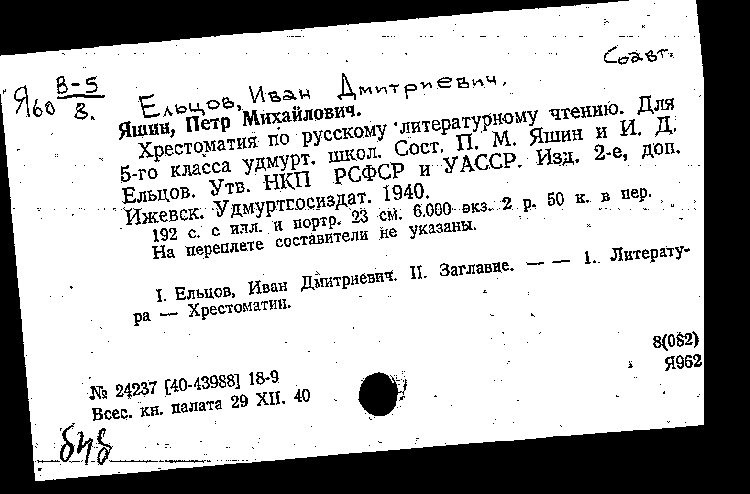 Соавт.
Я60 В-5
В.
Ельцов, Иван Дмитриевич.
Яшин, Петр Михайлович.
Хрестоматия по русскому литературному чтению. Для
5-го класса удмурт. школ. Сост. П. М. Яшин и И. Д.
Ельцов. Утв. НКП РСФСР и УАССР. Изд. 2-е, доп.
Ижевск. Удмуртгосиздат. 1940.
192 с. с илл. и портр. 23 см. 6.000 экз. 2 р. 50 к. в пер.
На переплете составители не указаны.
I. Ельцов, Иван Дмитриевич. II. Заглавие. — — 1. Литерату-
ра — Хрестоматии.
8(082)
Я962
№ 24237 [40-43988] 18-9
Всес. кн. палата 29 XII. 40